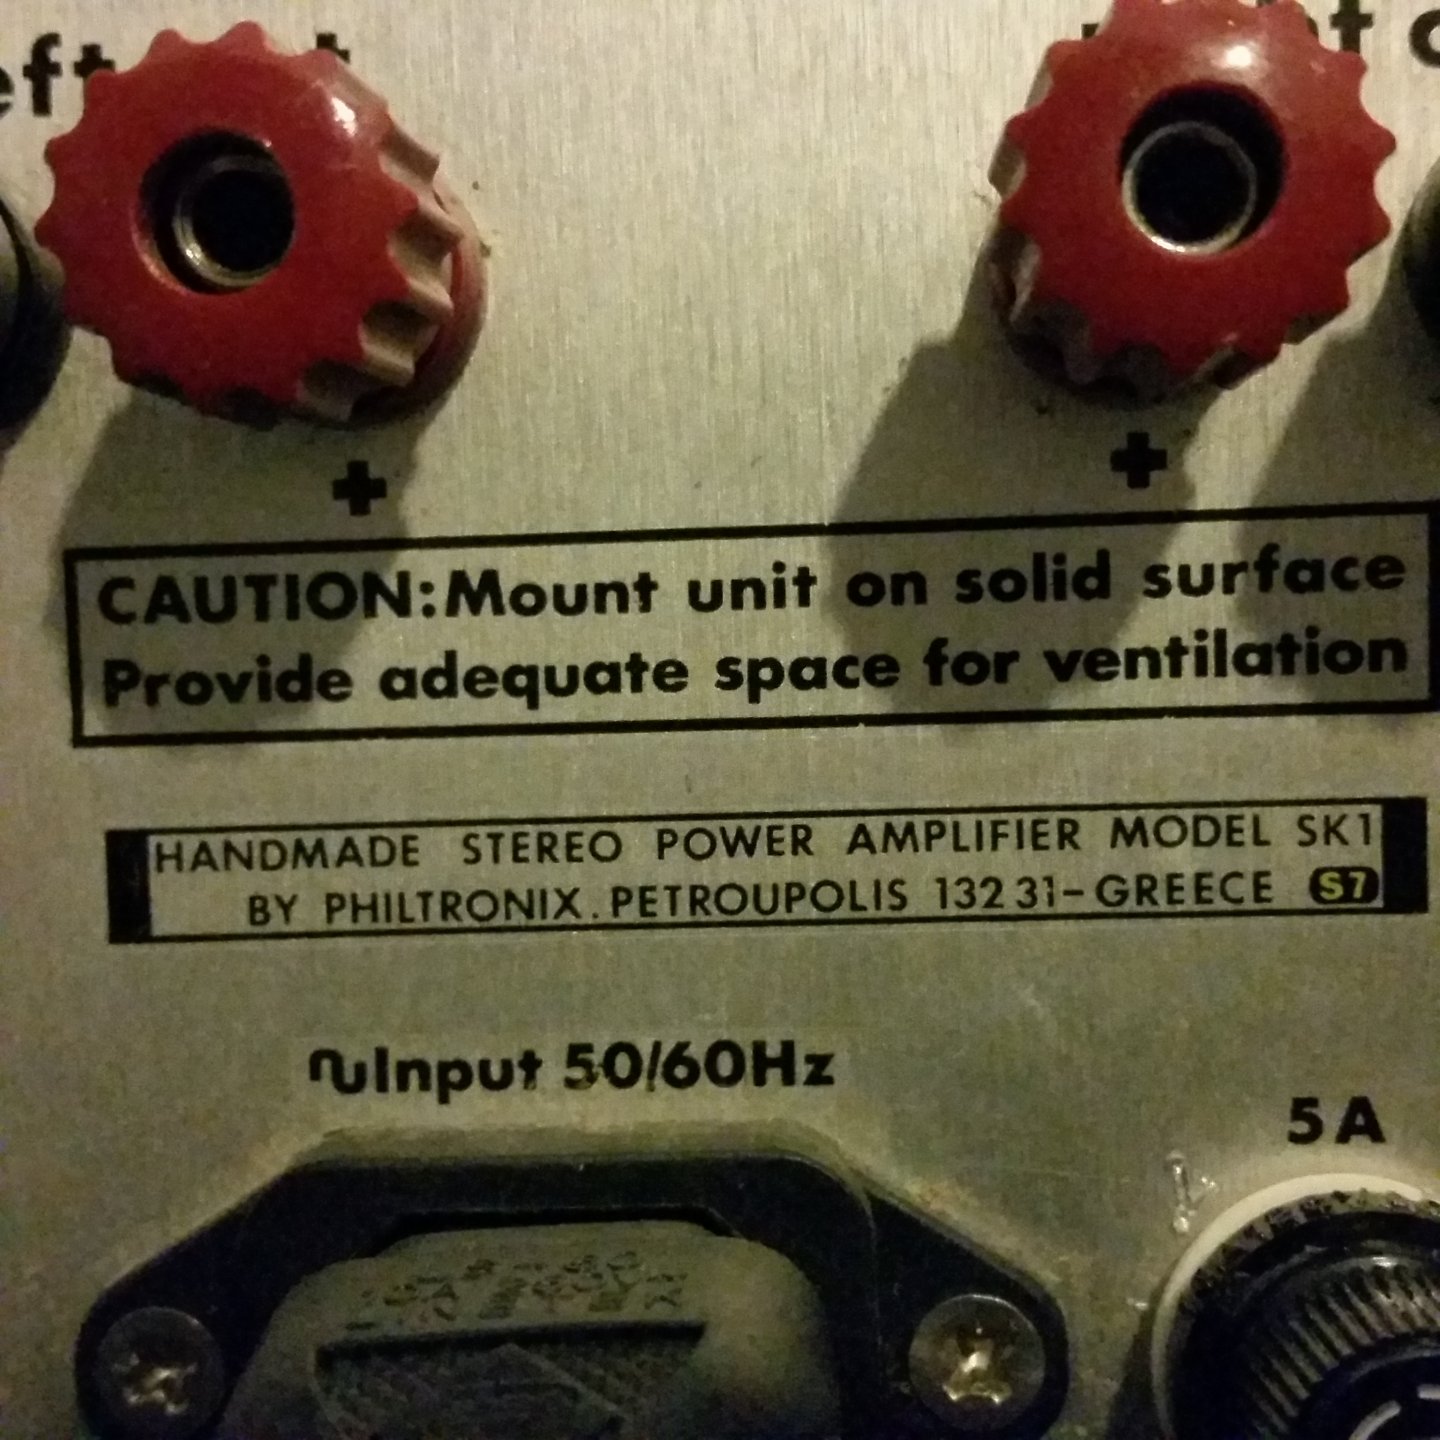 + +
CAUTION:Mount unit on solid surface
Provide adequate space for ventilation
HANDMADE STEREO POWER AMPLIFIER MODEL SK1
BY PHILTRONIX. PETROUPOLIS 132 31-GREECE S7
∿Input 50/60Hz
5A